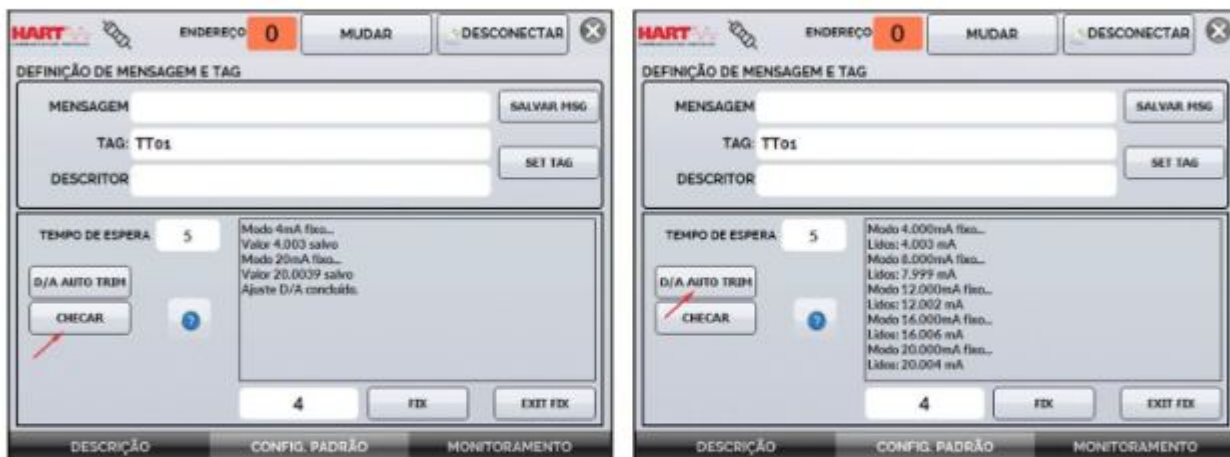 HART ENDEREÇO 0 MUDAR DESCONECTAR
DEFINIÇÃO DE MENSAGEM E TAG
MENSAGEM SALVAR MSG
TAG: TT01
SET TAG
DESCRITOR
TEMPO DE ESPERA 5
D/A AUTO TRIM
CHECAR
?
Modo 4mA fixo...
Valor 4.003 salvo
Modo 20mA fixo...
Valor 20.0039 salvo
Ajuste D/A concluído.
4 FIX EXIT FIX
DESCRIÇÃO CONFIG. PADRÃO MONITORAMENTO
HART ENDEREÇO 0 MUDAR DESCONECTAR
DEFINIÇÃO DE MENSAGEM E TAG
MENSAGEM SALVAR MSG
TAG: TT01
SET TAG
DESCRITOR
TEMPO DE ESPERA 5
D/A AUTO TRIM
CHECAR
?
Modo 4.000mA fixo...
Lidos: 4.003 mA
Modo 8.000mA fixo...
Lidos: 7.999 mA
Modo 12.000mA fixo...
Lidos: 12.002 mA
Modo 16.000mA fixo...
Lidos: 16.006 mA
Modo 20.000mA fixo...
Lidos: 20.004 mA
4 FIX EXIT FIX
DESCRIÇÃO CONFIG. PADRÃO MONITORAMENTO